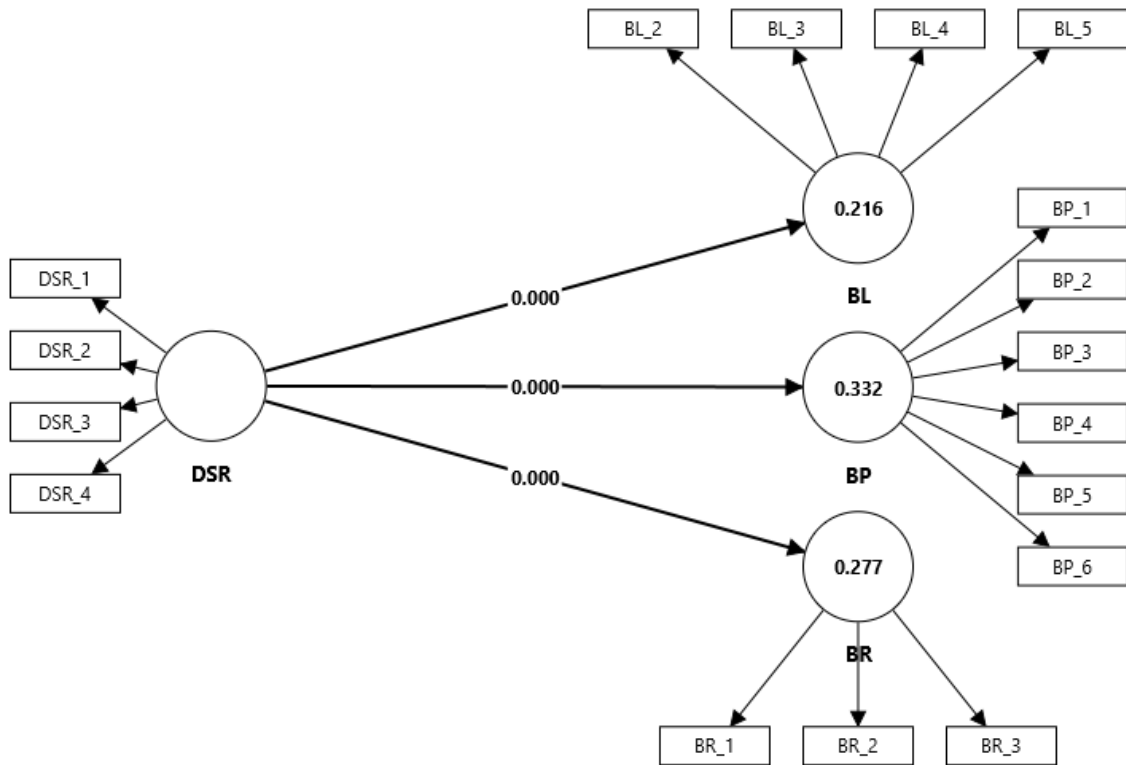 BL_2 BL_3 BL_4 BL_5
0.216
BL
DSR_1
DSR_2
DSR_3
DSR_4
DSR
0.000
0.000
0.000
BP_1
BP_2
BP_3
BP_4
BP_5
BP_6
0.332
BP
0.277
BR
BR_1 BR_2 BR_3